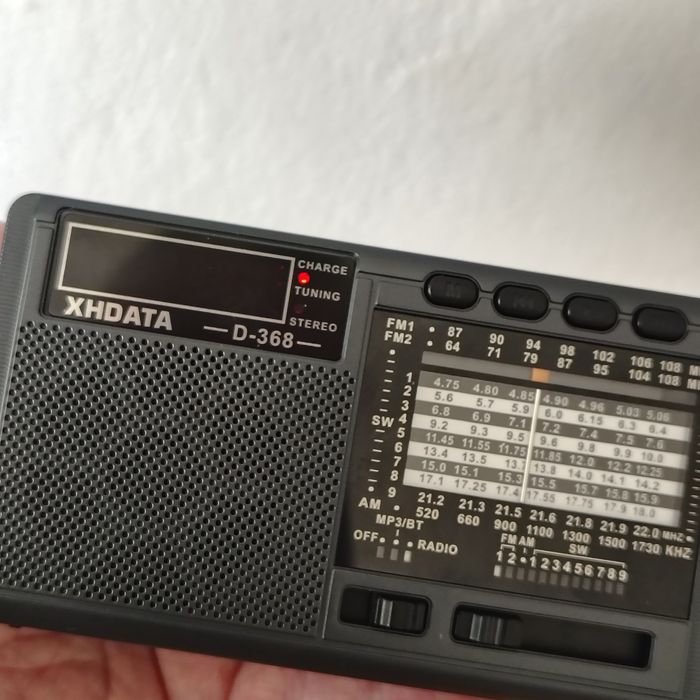 CHARGE
TUNING
STEREO
XHDATA
D-368
FM1 87 90 94 98 102 106 108
FM2 64 71 79 87 95 104 108
SW
1 4.75 4.80 4.85 4.90 4.96 5.03 5.06
2 5.6 5.7 5.9 6.0 6.15 6.3 6.4
3 6.8 6.9 7.1 7.2 7.4 7.5 7.6
4 9.2 9.3 9.5 9.6 9.8 9.9 10.0
5 11.45 11.55 11.75 11.85 12.0 12.2 12.25
6 13.4 13.5 13.8 14.0 14.1 14.2
7 15.0 15.1 15.3 15.5 15.7 15.8 15.9
8 17.1 17.25 17.4 17.55 17.75 17.9 18.0
9 21.2 21.3 21.5 21.6 21.8 21.9 22.0 MHZ
AM 520 660 900 1100 1300 1500 1730 KHZ
MP3/BT
OFF RADIO
FM AM SW
1 2 1 2 3 4 5 6 7 8 9